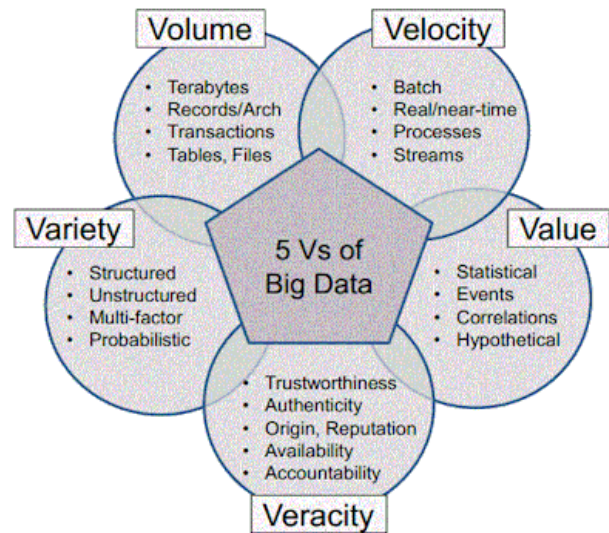 Volume
• Terabytes
• Records/Arch
• Transactions
• Tables, Files
Velocity
• Batch
• Real/near-time
• Processes
• Streams
Variety
• Structured
• Unstructured
• Multi-factor
• Probabilistic
5 Vs of
Big Data
Value
• Statistical
• Events
• Correlations
• Hypothetical
• Trustworthiness
• Authenticity
• Origin, Reputation
• Availability
• Accountability
Veracity